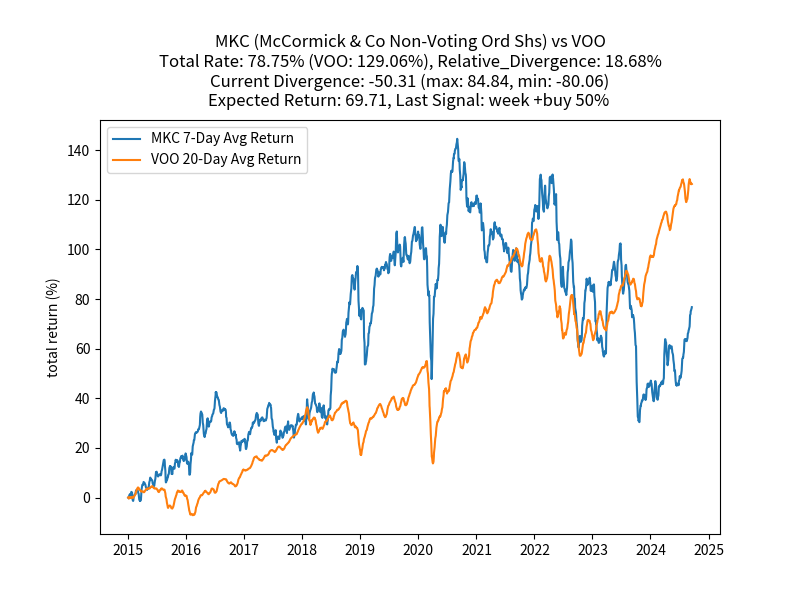 MKC (McCormick & Co Non-Voting Ord Shs) vs VOO
Total Rate: 78.75% (VOO: 129.06%), Relative_Divergence: 18.68%
Current Divergence: -50.31 (max: 84.84, min: -80.06)
Expected Return: 69.71, Last Signal: week +buy 50%
MKC 7-Day Avg Return
VOO 20-Day Avg Return
total return (%)
140
120
100
80
60
40
20
0
2015 2016 2017 2018 2019 2020 2021 2022 2023 2024 2025